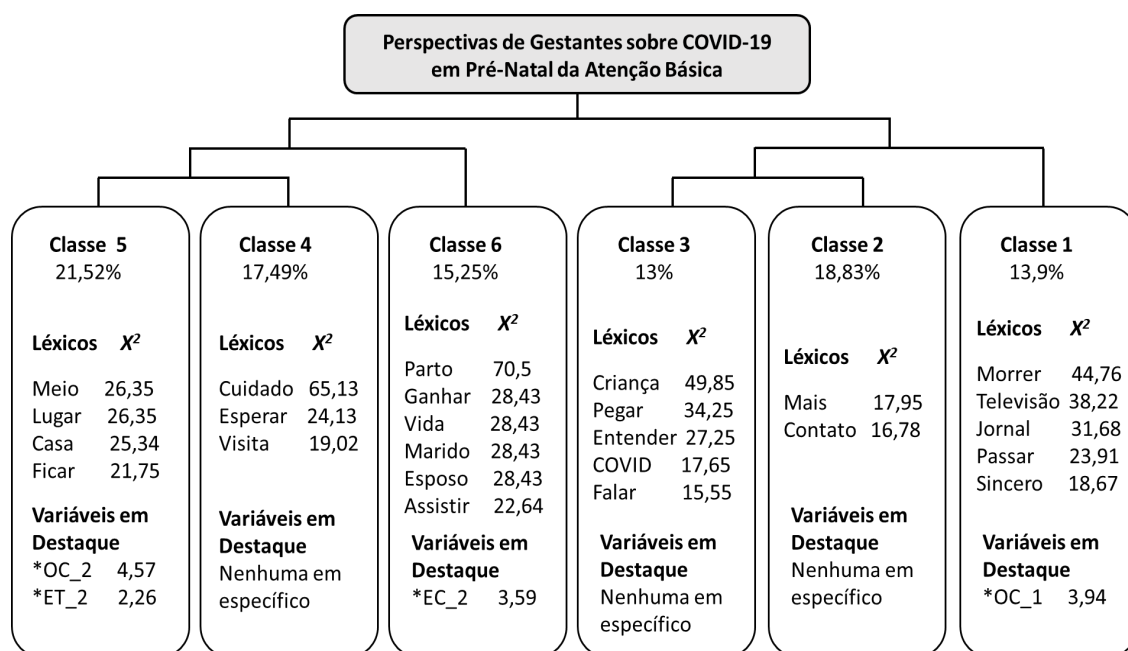 Perspectivas de Gestantes sobre COVID-19
em Pré-Natal da Atenção Básica
Classe 5
21,52%
Léxicos X²
Meio 26,35
Lugar 26,35
Casa 25,34
Ficar 21,75
Variáveis em
Destaque
*OC_2 4,57
*ET_2 2,26
Classe 4
17,49%
Léxicos X²
Cuidado 65,13
Esperar 24,13
Visita 19,02
Variáveis em
Destaque
Nenhuma em
específico
Classe 6
15,25%
Léxicos X²
Parto 70,5
Ganhar 28,43
Vida 28,43
Marido 28,43
Esposo 28,43
Assistir 22,64
Variáveis em
Destaque
*EC_2 3,59
Classe 3
13%
Léxicos X²
Criança 49,85
Pegar 34,25
Entender 27,25
COVID 17,65
Falar 15,55
Variáveis em
Destaque
Nenhuma em
específico
Classe 2
18,83%
Léxicos X²
Mais 17,95
Contato 16,78
Variáveis em
Destaque
Nenhuma em
específico
Classe 1
13,9%
Léxicos X²
Morrer 44,76
Televisão 38,22
Jornal 31,68
Passar 23,91
Sincero 18,67
Variáveis em
Destaque
*OC_1 3,94